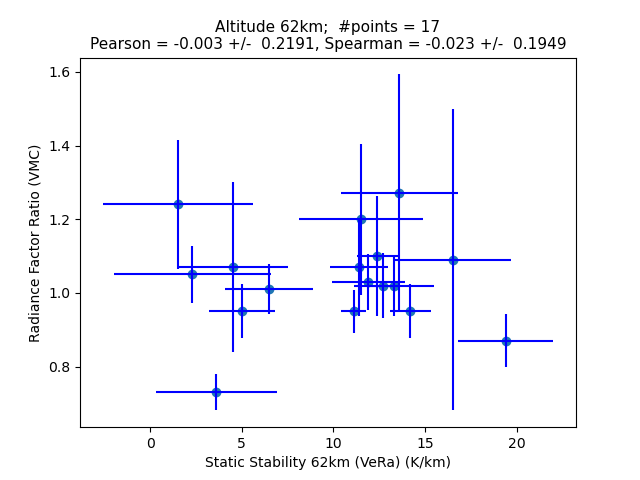 Altitude 62km;  #points = 17
Pearson = -0.003 +/-  0.2191, Spearman = -0.023 +/-  0.1949
1.6
1.4
1.2
1.0
0.8
Radiance Factor Ratio (VMC)
0
5
10
15
20
Static Stability 62km (VeRa) (K/km)